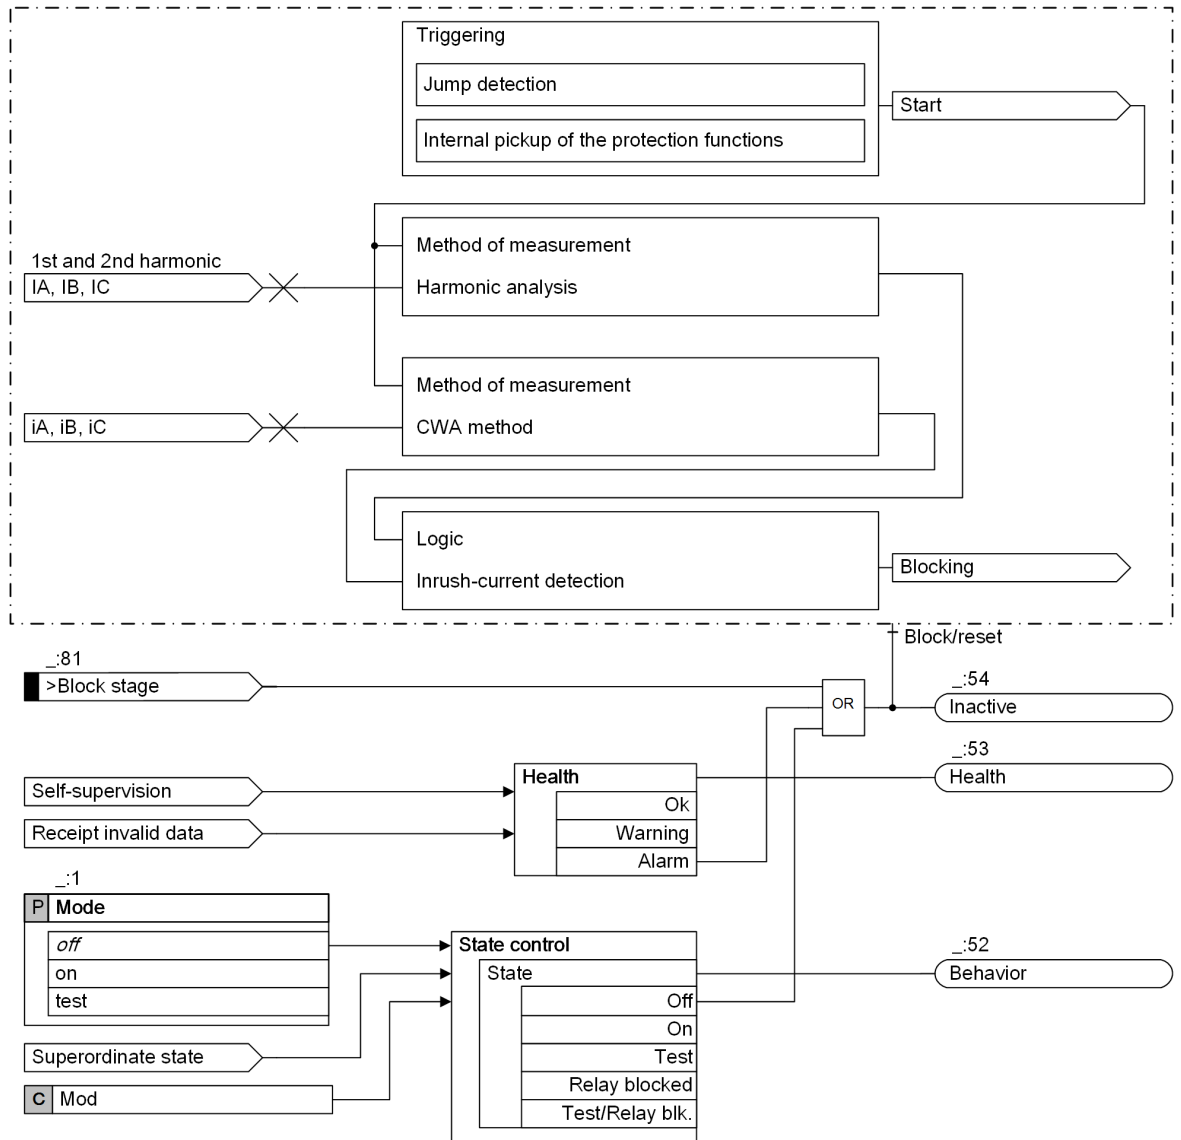 Triggering
Jump detection
Internal pickup of the protection functions
Start
1st and 2nd harmonic
IA, IB, IC
Method of measurement
Harmonic analysis
iA, iB, iC
Method of measurement
CWA method
Logic
Inrush-current detection
Blocking
Block/reset
_:81
>Block stage
OR
_:54
Inactive
_:53
Health
Self-supervision
Receipt invalid data
Health
Ok
Warning
Alarm
_:1
P Mode
off
on
test
Superordinate state
C Mod
State control
State
Off
On
Test
Relay blocked
Test/Relay blk.
_:52
Behavior